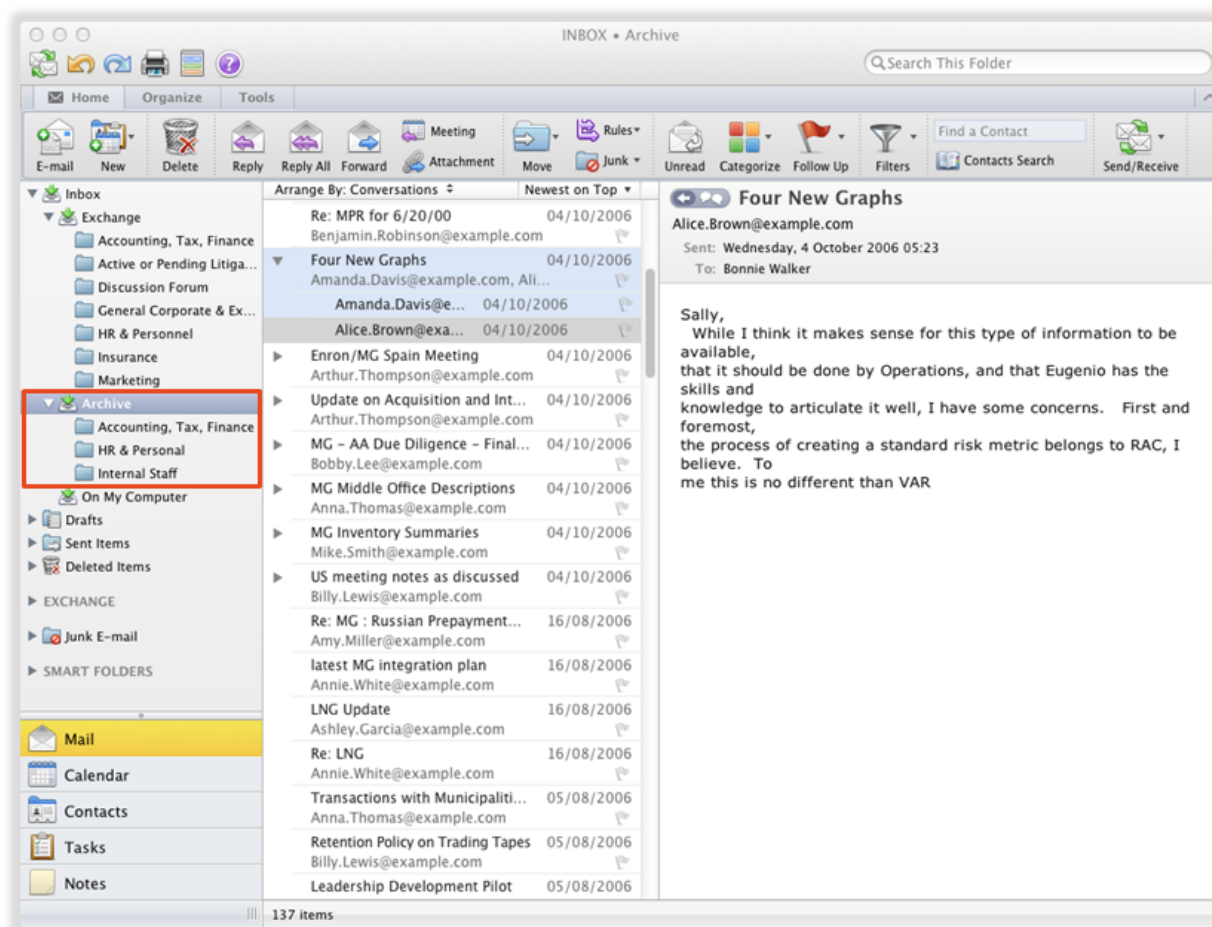 INBOX • Archive
Search This Folder
Home Organize Tools
Meeting
Rules
Find a Contact
Attachment
Junk
Contacts Search
E-mail New Delete Reply Reply All Forward Move Unread Categorize Follow Up Filters Send/Receive
Inbox
Exchange
Accounting, Tax, Finance
Active or Pending Litiga...
Discussion Forum
General Corporate & Ex...
HR & Personnel
Insurance
Marketing
Archive
Accounting, Tax, Finance
HR & Personal
Internal Staff
On My Computer
Drafts
Sent Items
Deleted Items
EXCHANGE
Junk E-mail
SMART FOLDERS
Mail
Calendar
Contacts
Tasks
Notes
Arrange By: Conversations Newest on Top
Re: MPR for 6/20/00 04/10/2006
Benjamin.Robinson@example.com
Four New Graphs 04/10/2006
Amanda.Davis@example.com, Ali...
Amanda.Davis@e... 04/10/2006
Alice.Brown@exa... 04/10/2006
Enron/MG Spain Meeting 04/10/2006
Arthur.Thompson@example.com
Update on Acquisition and Int... 04/10/2006
Arthur.Thompson@example.com
MG – AA Due Diligence – Final... 04/10/2006
Bobby.Lee@example.com
MG Middle Office Descriptions 04/10/2006
Anna.Thomas@example.com
MG Inventory Summaries 04/10/2006
Mike.Smith@example.com
US meeting notes as discussed 04/10/2006
Billy.Lewis@example.com
Re: MG : Russian Prepayment... 16/08/2006
Amy.Miller@example.com
latest MG integration plan 16/08/2006
Annie.White@example.com
LNG Update 16/08/2006
Ashley.Garcia@example.com
Re: LNG 16/08/2006
Annie.White@example.com
Transactions with Municipaliti... 05/08/2006
Anna.Thomas@example.com
Retention Policy on Trading Tapes 05/08/2006
Billy.Lewis@example.com
Leadership Development Pilot 05/08/2006
137 items
Four New Graphs
Alice.Brown@example.com
Sent: Wednesday, 4 October 2006 05:23
To: Bonnie Walker
Sally,
While I think it makes sense for this type of information to be
available,
that it should be done by Operations, and that Eugenio has the
skills and
knowledge to articulate it well, I have some concerns. First and
foremost,
the process of creating a standard risk metric belongs to RAC, I
believe. To
me this is no different than VAR